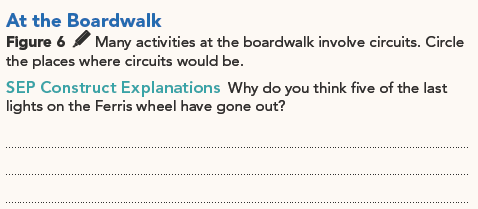 At the Boardwalk
Figure 6 Many activities at the boardwalk involve circuits. Circle
the places where circuits would be.
SEP Construct Explanations Why do you think five of the last
lights on the Ferris wheel have gone out?